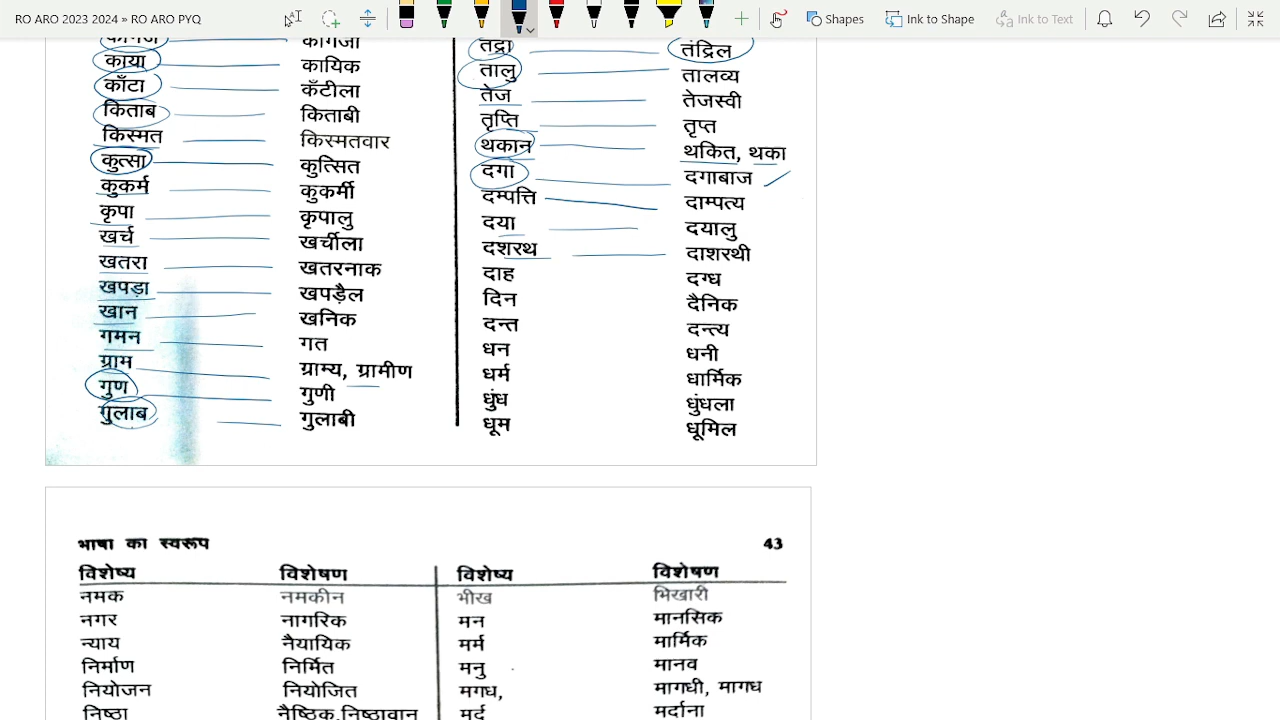 RO ARO 2023 2024 » RO ARO PYQ
Shapes
Ink to Shape
Ink to Text
कागज कागजी
काया कायिक
काँटा कँटीला
किताब किताबी
किस्मत किस्मतवार
कुत्सा कुत्सित
कुकर्म कुकर्मी
कृपा कृपालु
खर्च खर्चीला
खतरा खतरनाक
खपड़ा खपड़ैल
खान खनिक
गमन गत
ग्राम ग्राम्य, ग्रामीण
गुण गुणी
गुलाब गुलाबी
तंद्रा तंद्रिल
तालु तालव्य
तेज तेजस्वी
तृप्ति तृप्त
थकान थकित, थका
दगा दगाबाज
दम्पत्ति दाम्पत्य
दया दयालु
दशरथ दाशरथी
दाह दग्ध
दिन दैनिक
दन्त दन्त्य
धन धनी
धर्म धार्मिक
धुंध धुंधला
धूम धूमिल
भाषा का स्वरूप 43
विशेष्य विशेषण विशेष्य विशेषण
नमक नमकीन भीख भिखारी
नगर नागरिक मन मानसिक
न्याय नैयायिक मर्म मार्मिक
निर्माण निर्मित मनु मानव
नियोजन नियोजित मगध, मागधी, मागध
निष्ठा नैष्ठिक,निष्ठावान मर्द मर्दाना